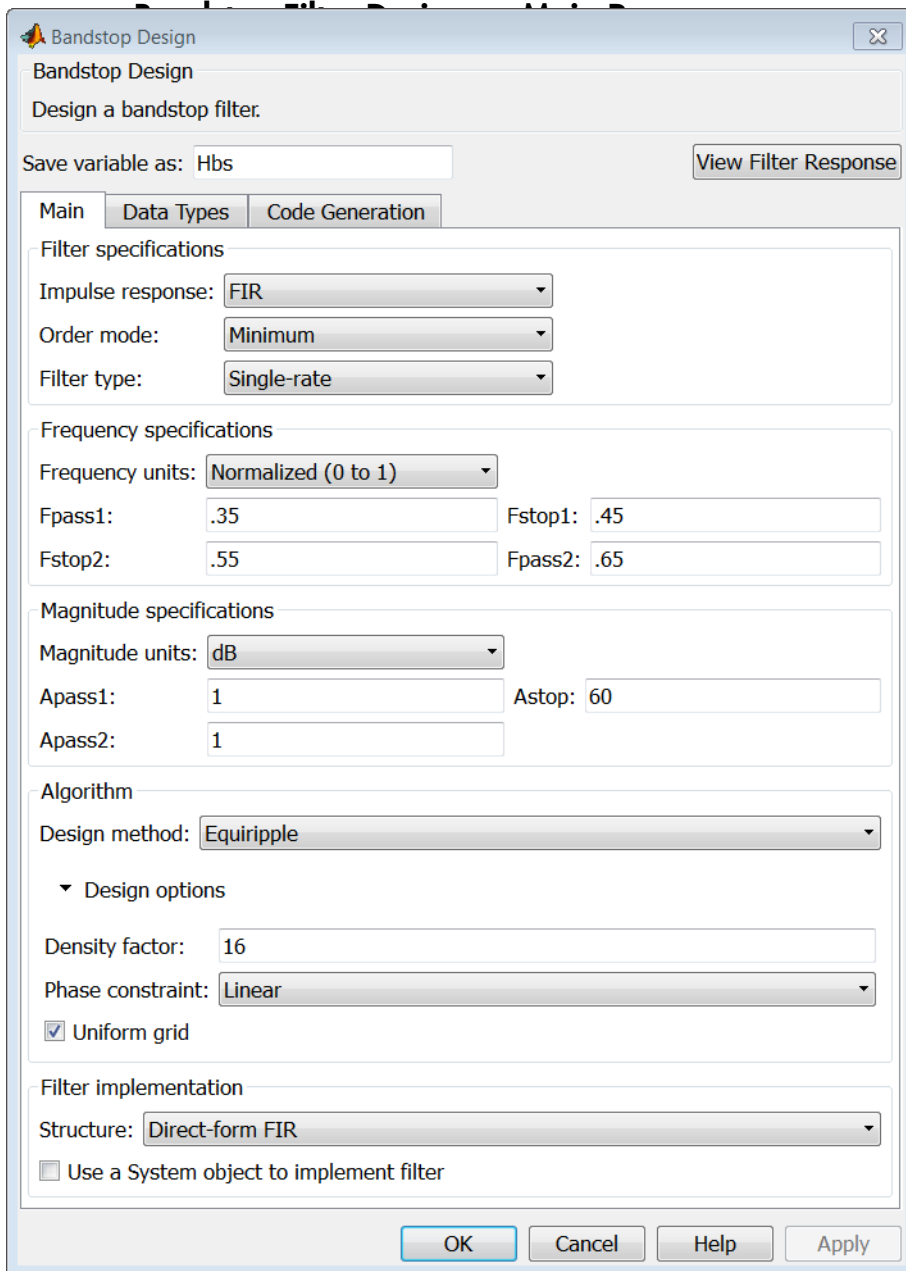 Bandstop Design
Bandstop Design
Design a bandstop filter.
Save variable as: Hbs View Filter Response
Main Data Types Code Generation
Filter specifications
Impulse response: FIR
Order mode: Minimum
Filter type: Single-rate
Frequency specifications
Frequency units: Normalized (0 to 1)
Fpass1: .35 Fstop1: .45
Fstop2: .55 Fpass2: .65
Magnitude specifications
Magnitude units: dB
Apass1: 1 Astop: 60
Apass2: 1
Algorithm
Design method: Equiripple
Design options
Density factor: 16
Phase constraint: Linear
Uniform grid
Filter implementation
Structure: Direct-form FIR
Use a System object to implement filter
OK Cancel Help Apply